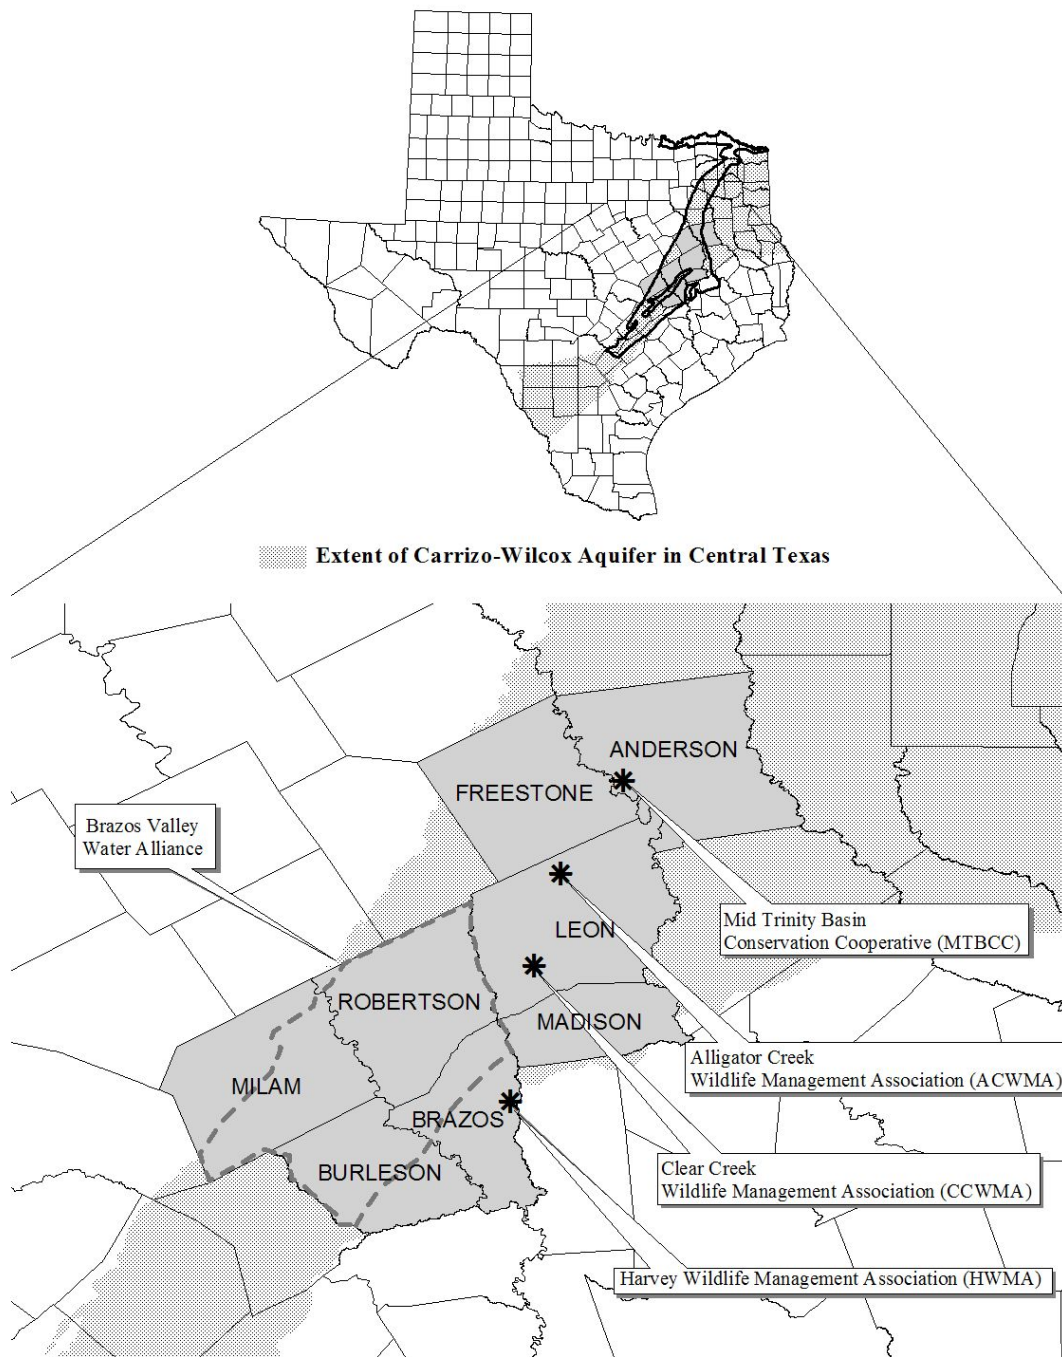 Extent of Carrizo-Wilcox Aquifer in Central Texas
ANDERSON
FREESTONE
Brazos Valley
Water Alliance
Mid Trinity Basin
Conservation Cooperative (MTBCC)
LEON
ROBERTSON
MADISON
Alligator Creek
Wildlife Management Association (ACWMA)
MILAM
BRAZOS
BURLESON
Clear Creek
Wildlife Management Association (CCWMA)
Harvey Wildlife Management Association (HWMA)